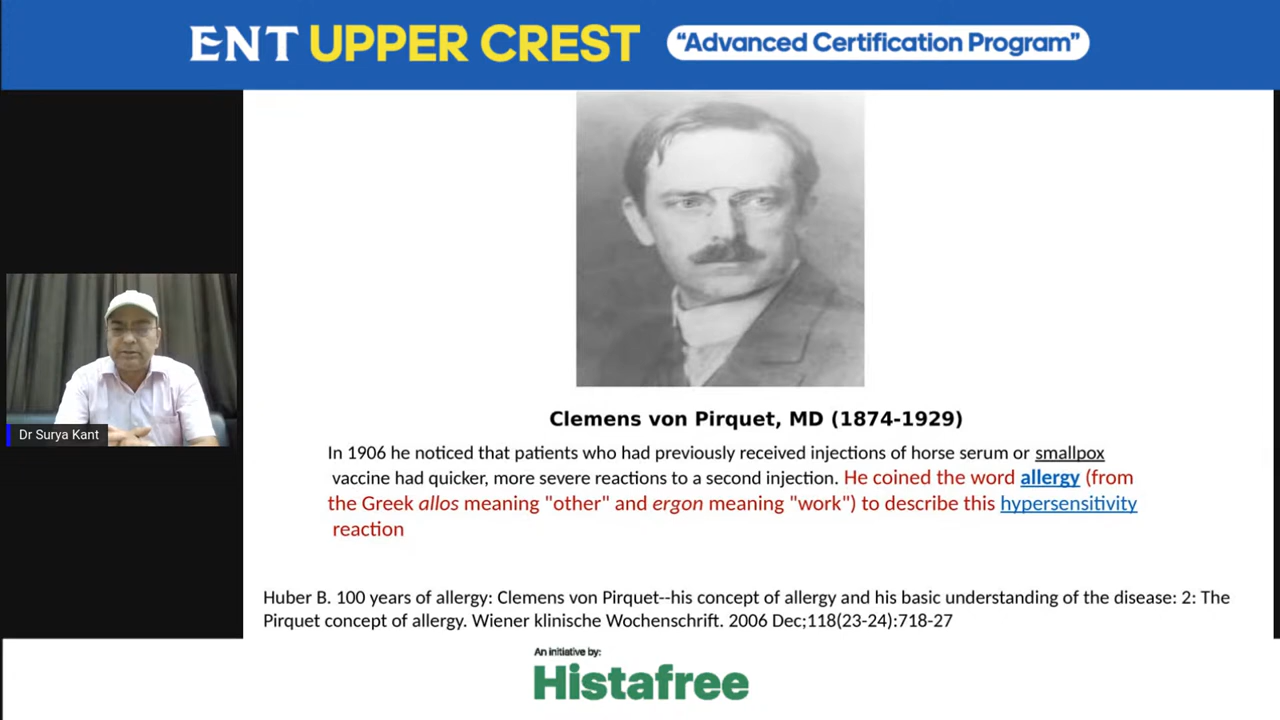 ENT UPPER CREST "Advanced Certification Program"
Dr Surya Kant
Clemens von Pirquet, MD (1874-1929)
In 1906 he noticed that patients who had previously received injections of horse serum or smallpox
vaccine had quicker, more severe reactions to a second injection. He coined the word allergy (from
the Greek allos meaning "other" and ergon meaning "work") to describe this hypersensitivity
reaction
Huber B. 100 years of allergy: Clemens von Pirquet--his concept of allergy and his basic understanding of the disease: 2: The
Pirquet concept of allergy. Wiener klinische Wochenschrift. 2006 Dec;118(23-24):718-27
An initiative by:
Histafree